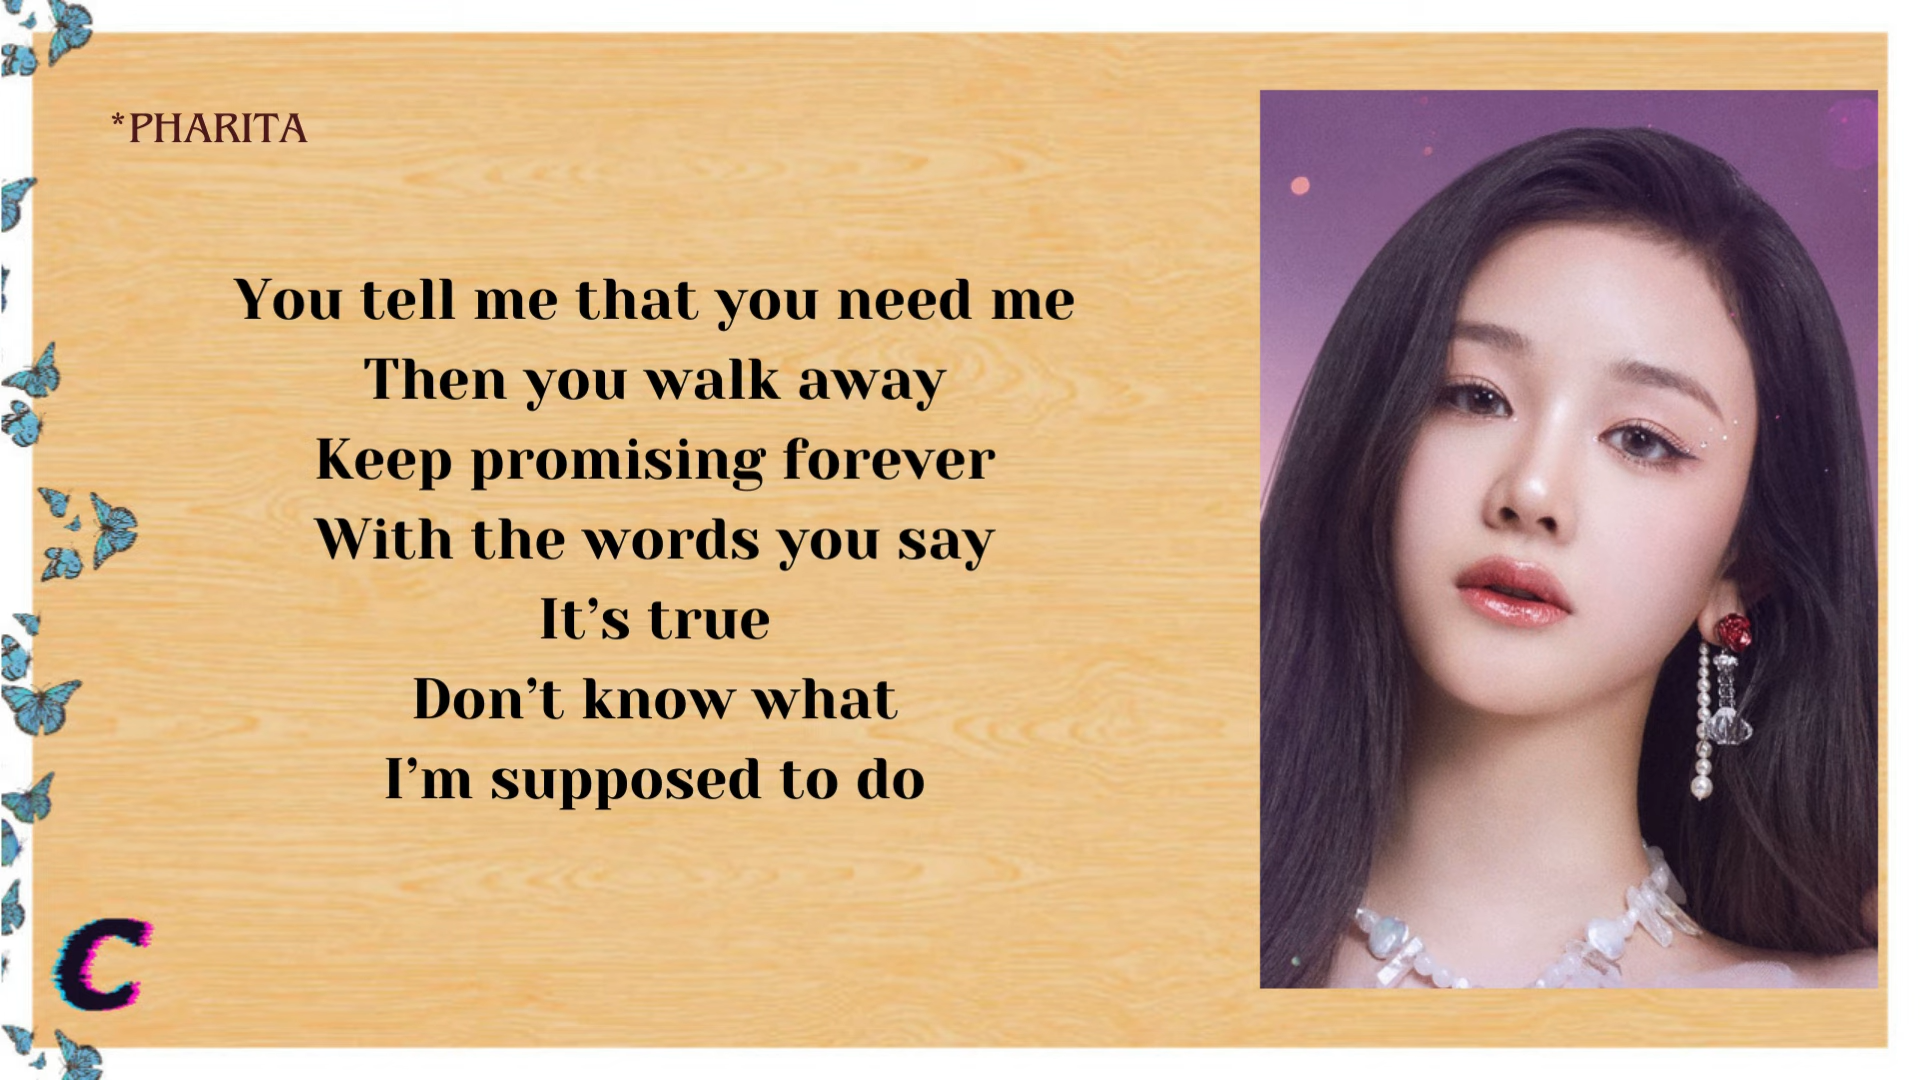 *PHARITA
You tell me that you need me
Then you walk away
Keep promising forever
With the words you say
It’s true
Don’t know what
I’m supposed to do
C